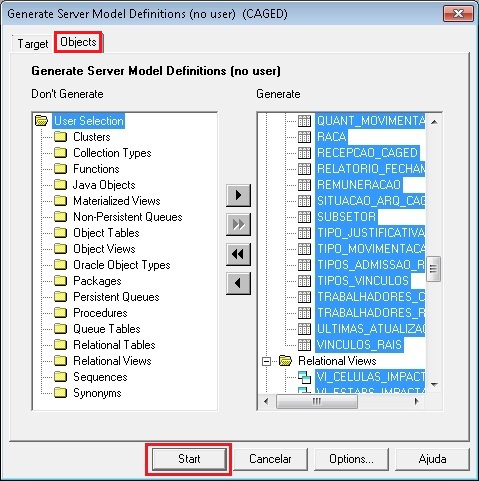 Generate Server Model Definitions (no user) (CAGED)
Target
Objects
Generate Server Model Definitions (no user)
Don't Generate
User Selection
Clusters
Collection Types
Functions
Java Objects
Materialized Views
Non-Persistent Queues
Object Tables
Object Views
Oracle Object Types
Packages
Persistent Queues
Procedures
Queue Tables
Relational Tables
Relational Views
Sequences
Synonyms
Generate
QUANT_MOVIMENTA
RACA
RECEPCAO_CAGED
RELATORIO_FECHAM
REMUNERACAO
SITUACAO_ARQ_CAG
SUBSETOR
TIPO_JUSTIFICATIVA
TIPO_MOVIMENTACA
TIPOS_ADMISSAO_R
TIPOS_VINCULOS
TRABALHADORES_C
TRABALHADORES_R
ULTIMAS_ATUALIZA
VINCULOS_RAIS
Relational Views
VI_CELULAS_IMPACT
VI_ESTABS_IMPACT
Start
Cancelar
Options...
Ajuda